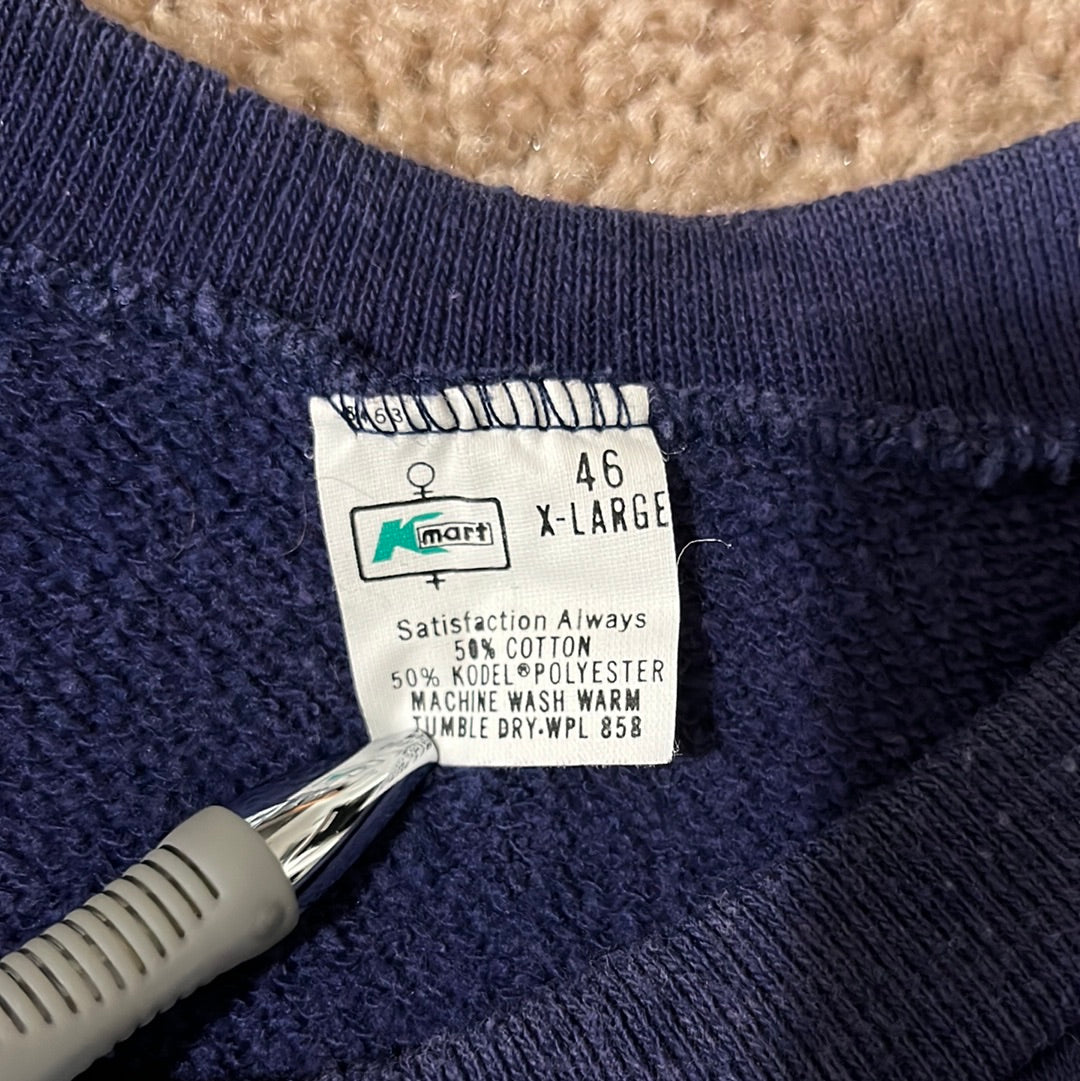 46
X-LARGE
Kmart
Satisfaction Always
50% COTTON
50% KODEL®POLYESTER
MACHINE WASH WARM
TUMBLE DRY·WPL 858